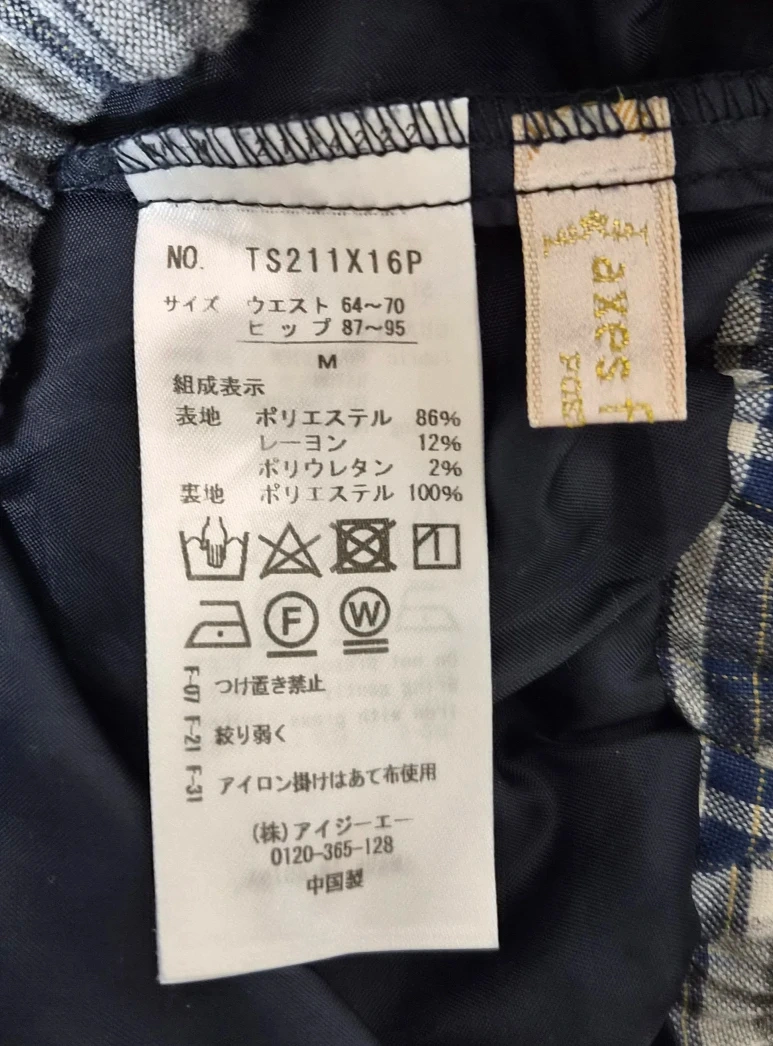 NO. TS211X16P
サイズ ウエスト 64〜70
ヒップ 87〜95
M
組成表示
表地 ポリエステル 86%
レーヨン 12%
ポリウレタン 2%
裏地 ポリエステル 100%
F W
F-07 つけ置き禁止
F-21 絞り弱く
F-31 アイロン掛けはあて布使用
(株)アイジーエー
0120-365-128
中国製
axes